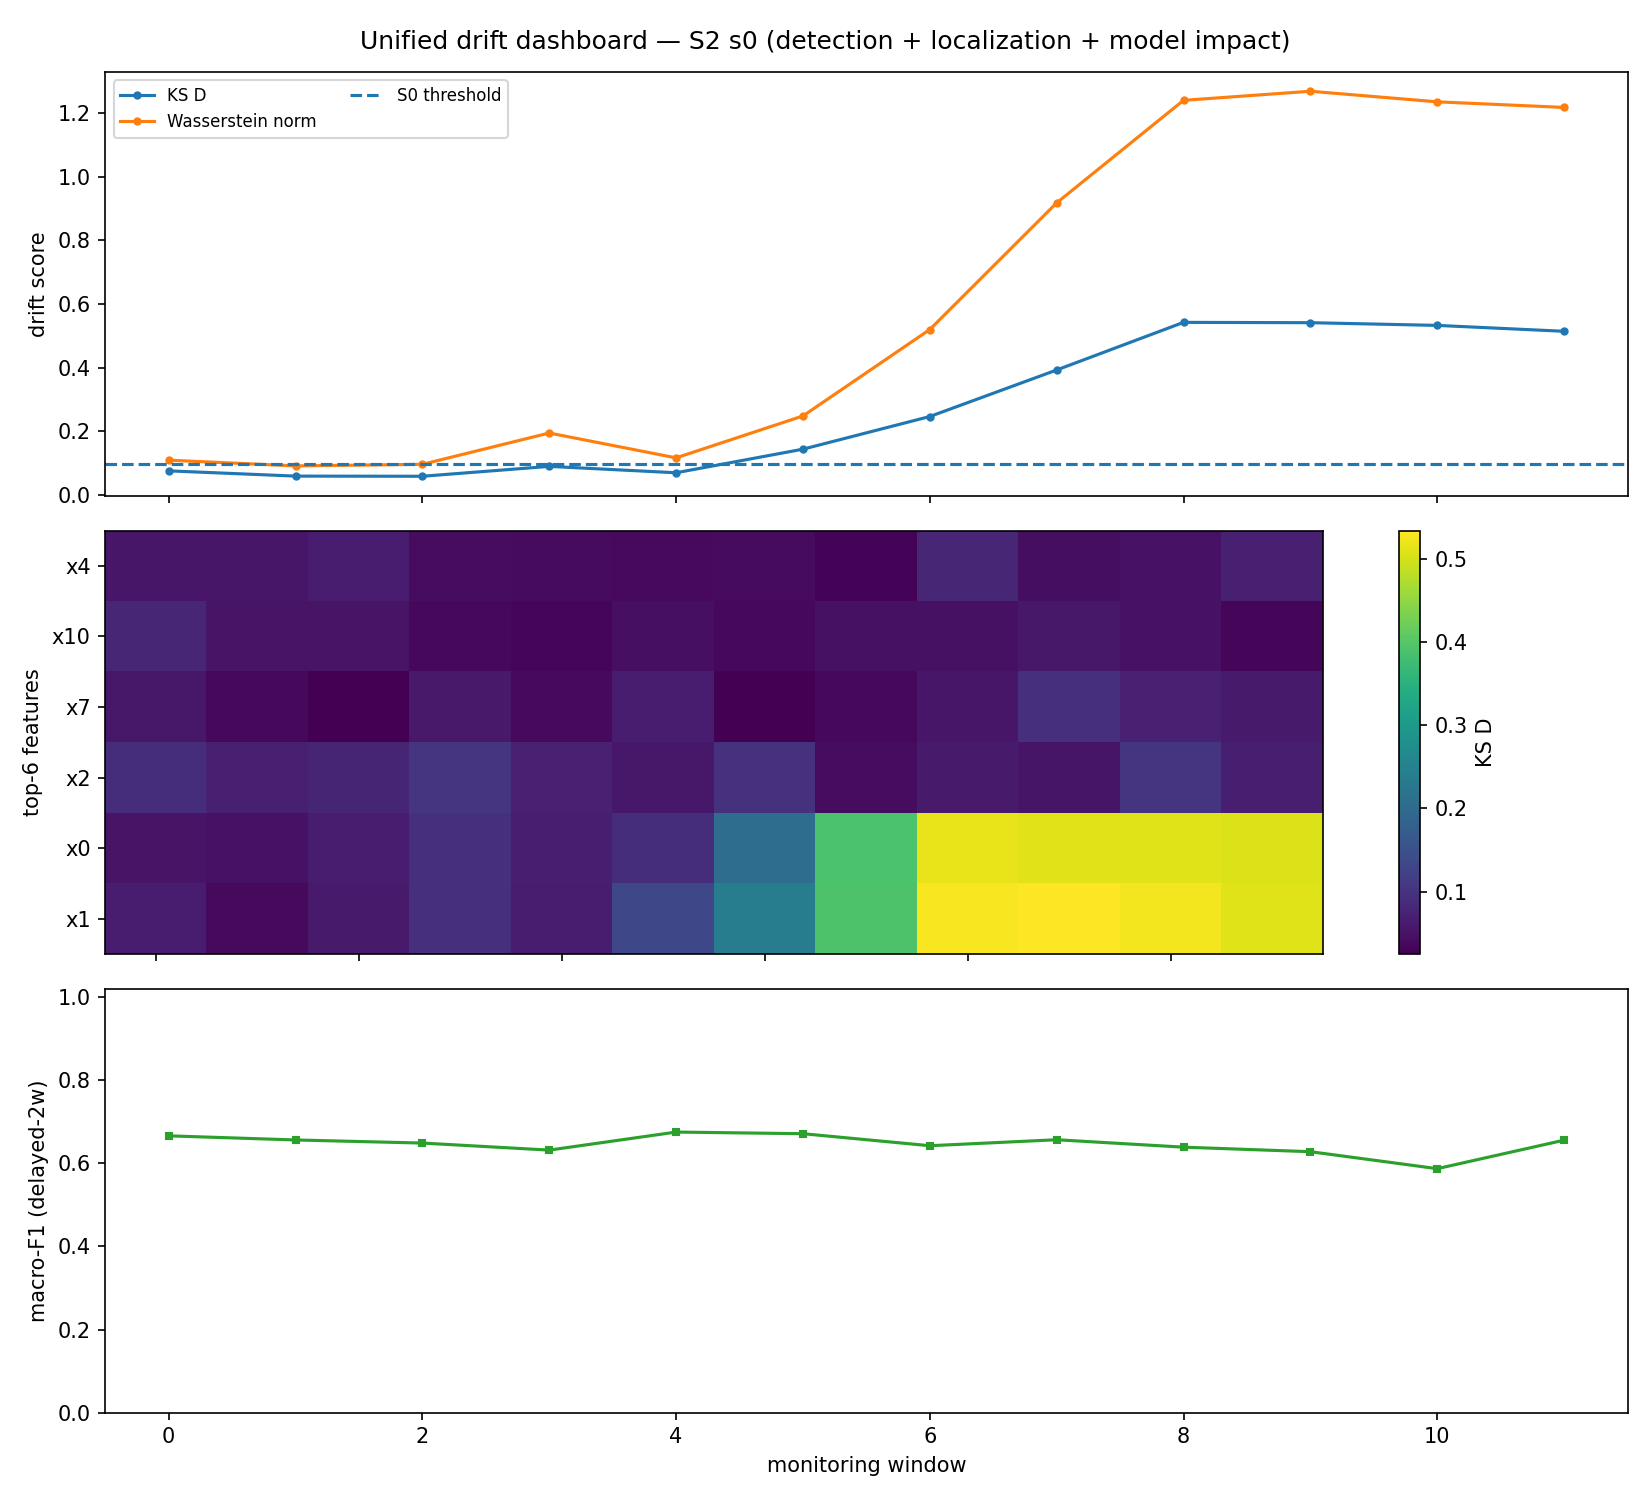 Unified drift dashboard — S2 s0 (detection + localization + model impact)
KS D
Wasserstein norm
S0 threshold
drift score
1.2
1.0
0.8
0.6
0.4
0.2
0.0
top-6 features
x4
x10
x7
x2
x0
x1
0.5
0.4
0.3
0.2
0.1
KS D
macro-F1 (delayed-2w)
1.0
0.8
0.6
0.4
0.2
0.0
0 2 4 6 8 10
monitoring window